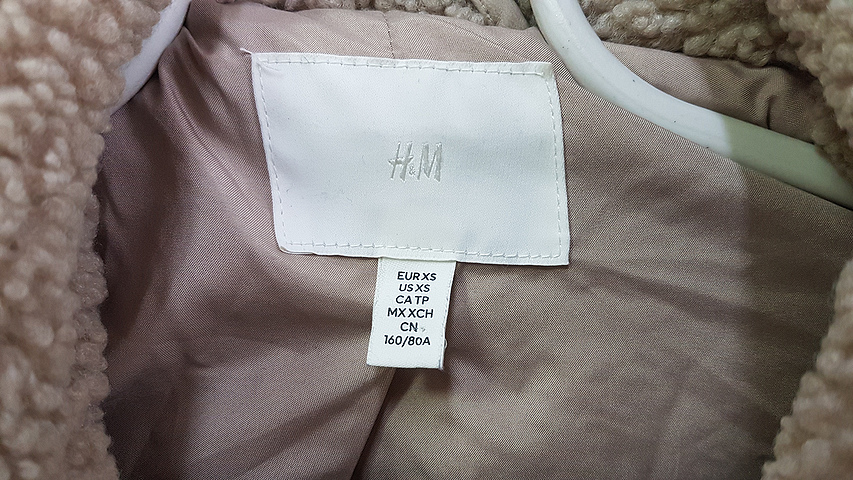 H&M
EUR XS
US XS
CA TP
MX XCH
CN
160/80A